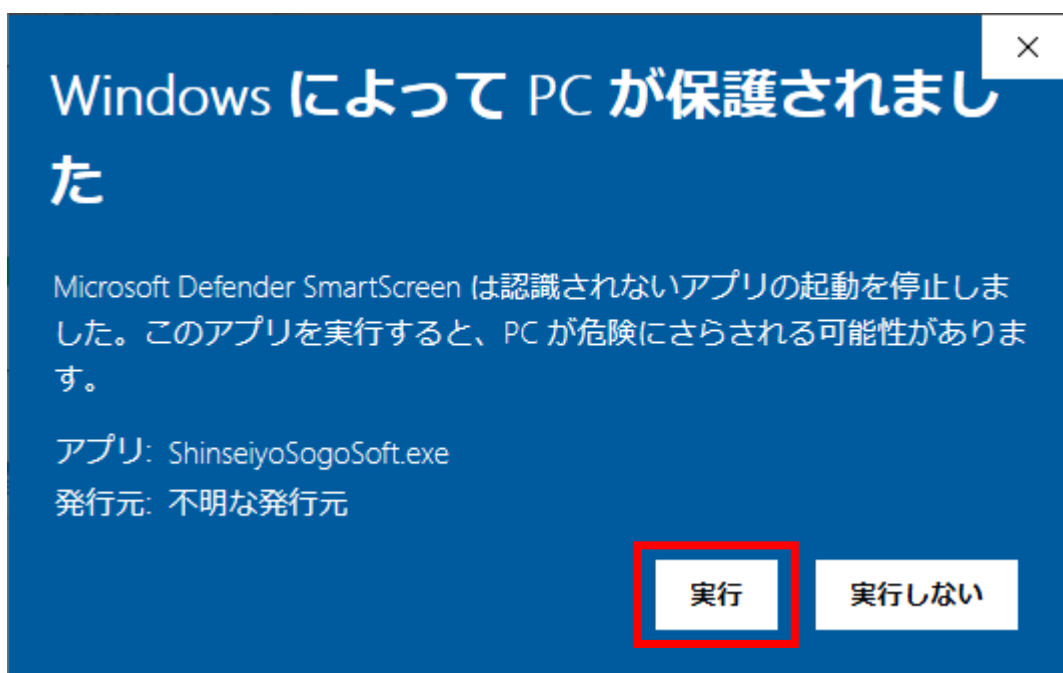 Windows によって PC が保護されまし
た
Microsoft Defender SmartScreen は認識されないアプリの起動を停止しま
した。このアプリを実行すると、PC が危険にさらされる可能性がありま
す。
アプリ: ShinseiyoSogoSoft.exe
発行元: 不明な発行元
実行 実行しない